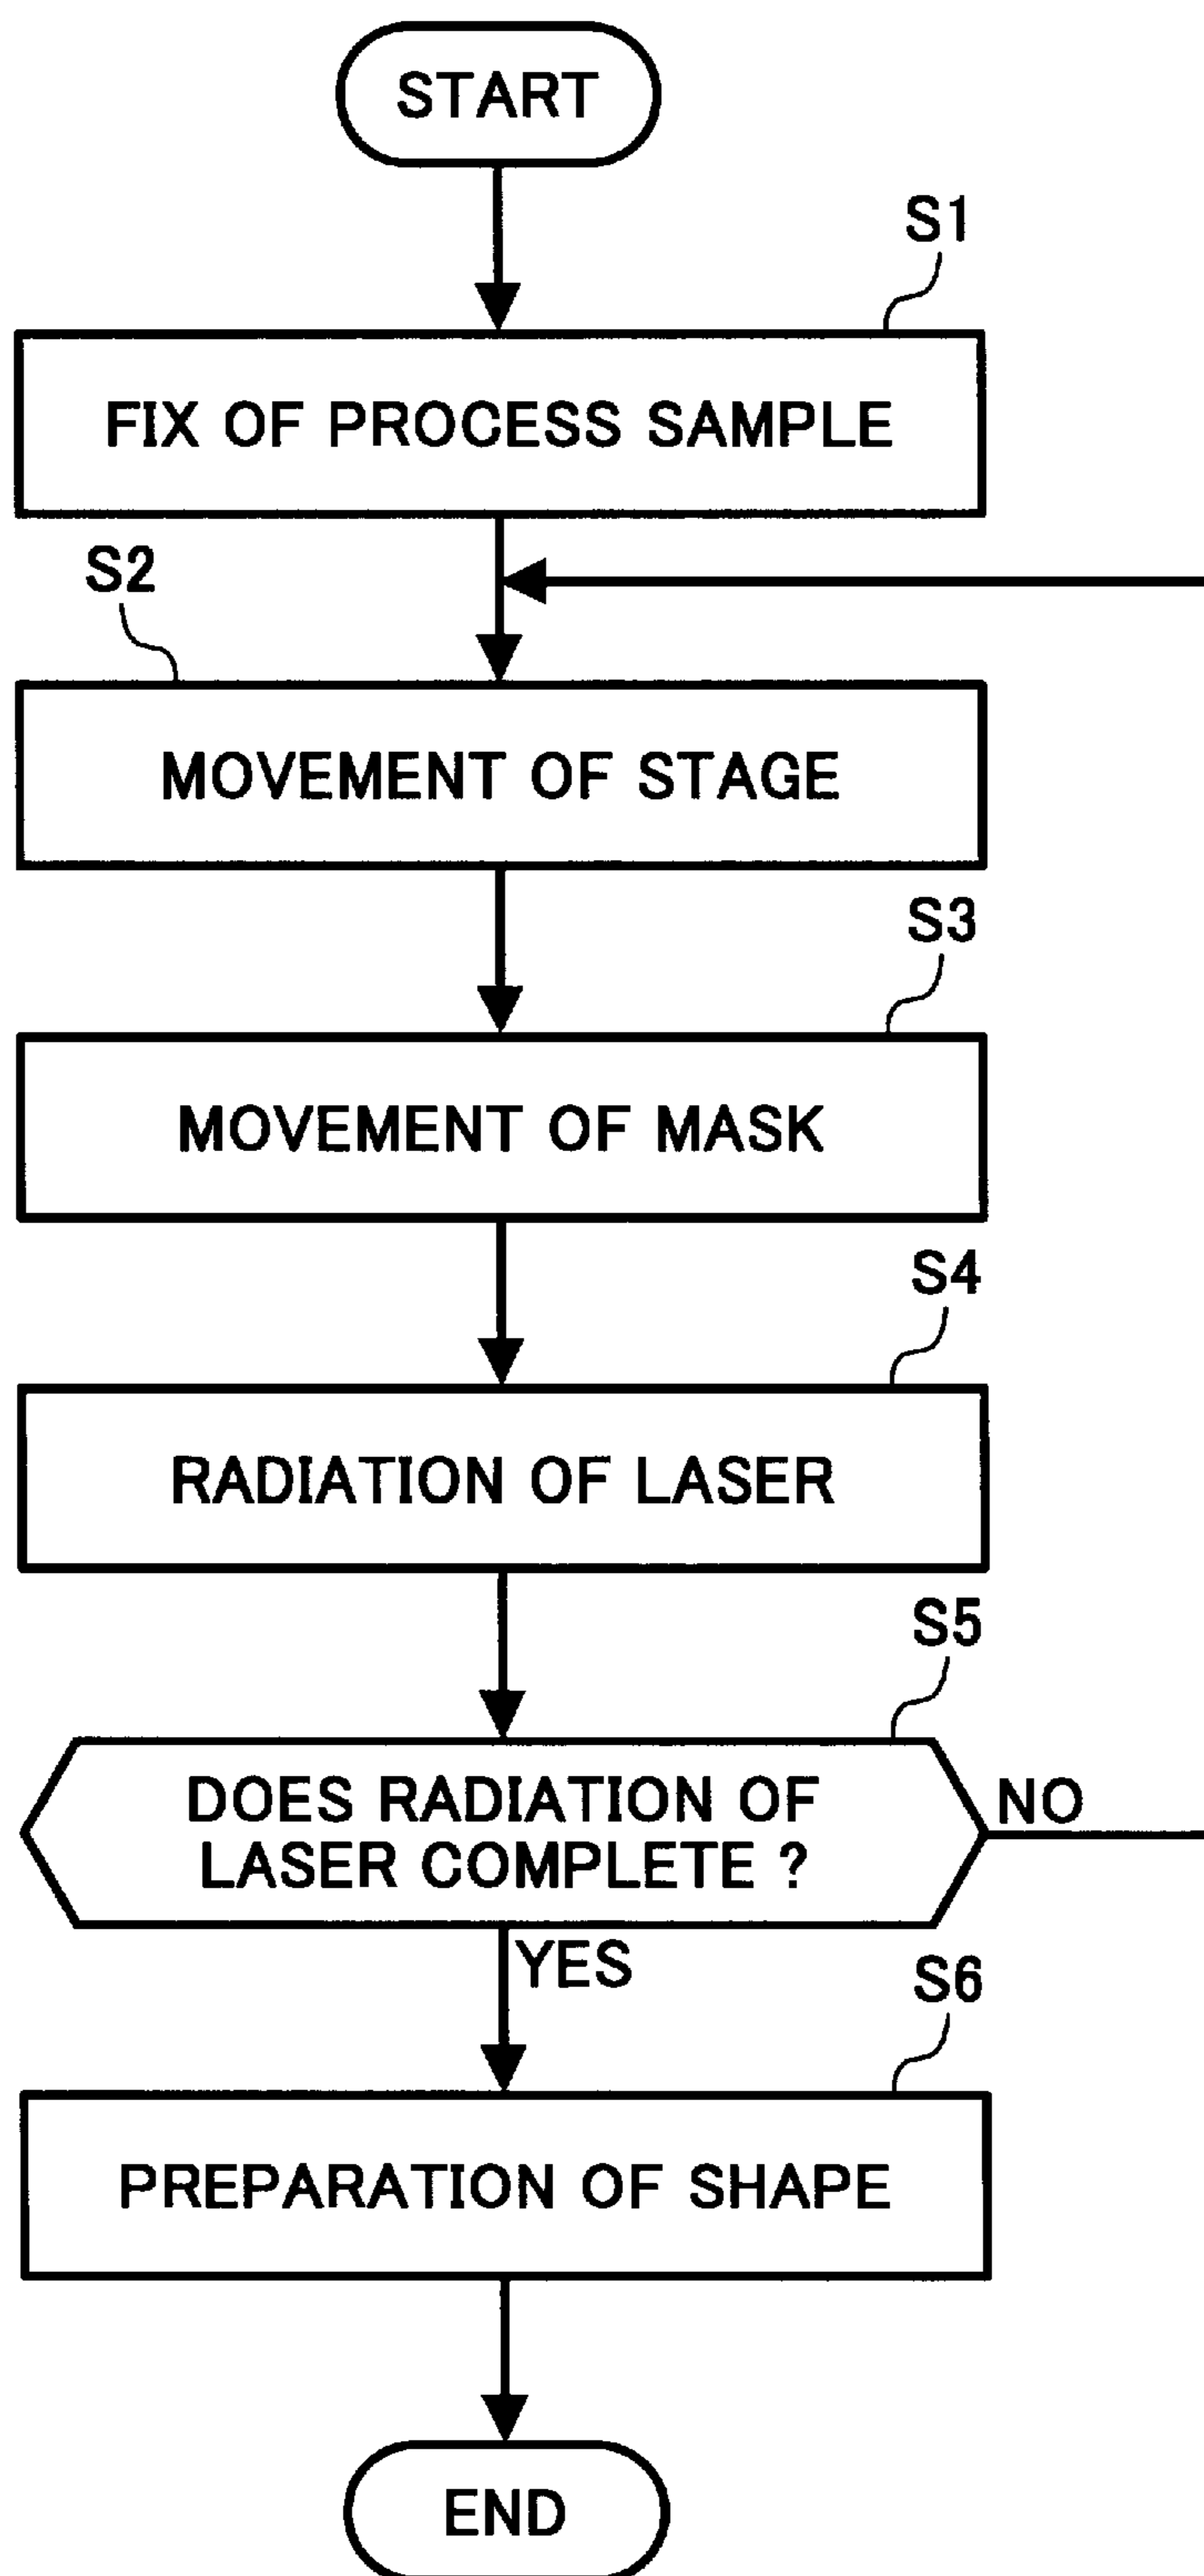 START
S1
FIX OF PROCESS SAMPLE
S2
MOVEMENT OF STAGE
S3
MOVEMENT OF MASK
S4
RADIATION OF LASER
S5
DOES RADIATION OF
LASER COMPLETE ?
NO
YES
S6
PREPARATION OF SHAPE
END